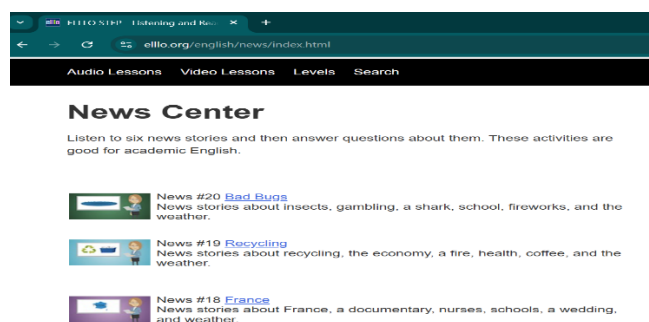 ELLLO STEP Listening and Rea
elllo.org/english/news/index.html
Audio Lessons Video Lessons Levels Search
News Center
Listen to six news stories and then answer questions about them. These activities are
good for academic English.
News #20 Bad Bugs
News stories about insects, gambling, a shark, school, fireworks, and the
weather.
News #19 Recycling
News stories about recycling, the economy, a fire, health, coffee, and the
weather.
News #18 France
News stories about France, a documentary, nurses, schools, a wedding,
and weather.